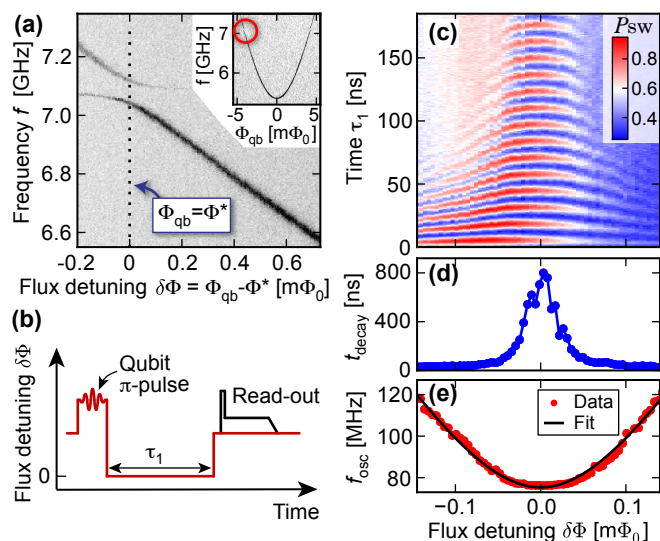 (a)
Frequency f [GHz]
7.2
7.0
6.8
6.6
-0.2
0
0.2
0.4
0.6
Flux detuning δΦ = Φqb-Φ* [mΦ0]
Φqb=Φ*
f [GHz]
7
6
-5
0
5
Φqb [mΦ0]
(b)
Flux detuning δΦ
0
Qubit
π-pulse
Read-out
τ1
Time
(c)
Time τ1 [ns]
150
100
50
0
Psw
0.8
0.6
0.4
(d)
tdecay
[ns]
800
400
0
(e)
fosc [MHz]
120
100
80
Data
Fit
−0.1
0.0
0.1
Flux detuning δΦ [mΦ0]